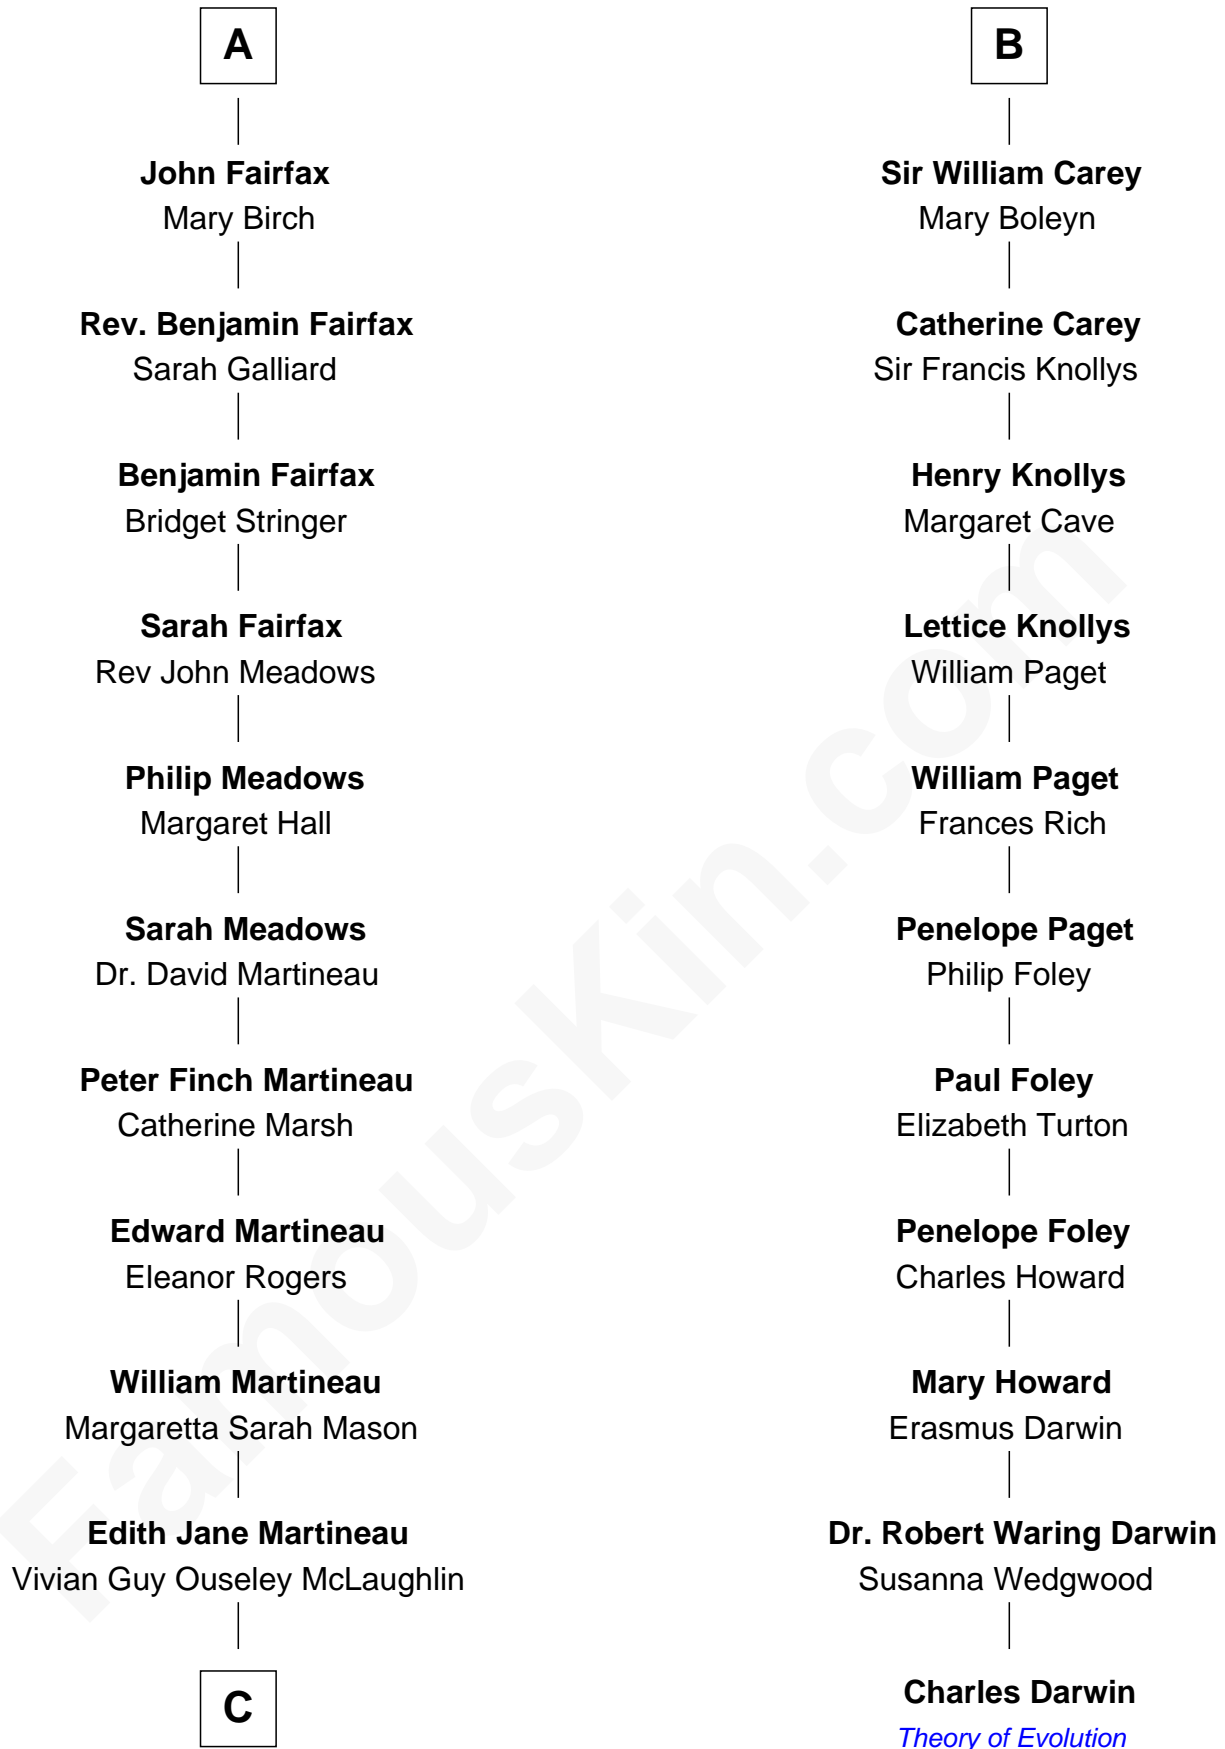 A
John Fairfax
Mary Birch
Rev. Benjamin Fairfax
Sarah Galliard
Benjamin Fairfax
Bridget Stringer
Sarah Fairfax
Rev John Meadows
Philip Meadows
Margaret Hall
Sarah Meadows
Dr. David Martineau
Peter Finch Martineau
Catherine Marsh
Edward Martineau
Eleanor Rogers
William Martineau
Margaretta Sarah Mason
Edith Jane Martineau
Vivian Guy Ouseley McLaughlin
C
B
Sir William Carey
Mary Boleyn
Catherine Carey
Sir Francis Knollys
Henry Knollys
Margaret Cave
Lettice Knollys
William Paget
William Paget
Frances Rich
Penelope Paget
Philip Foley
Paul Foley
Elizabeth Turton
Penelope Foley
Charles Howard
Mary Howard
Erasmus Darwin
Dr. Robert Waring Darwin
Susanna Wedgwood
Charles Darwin
Theory of Evolution
FamousKin.com